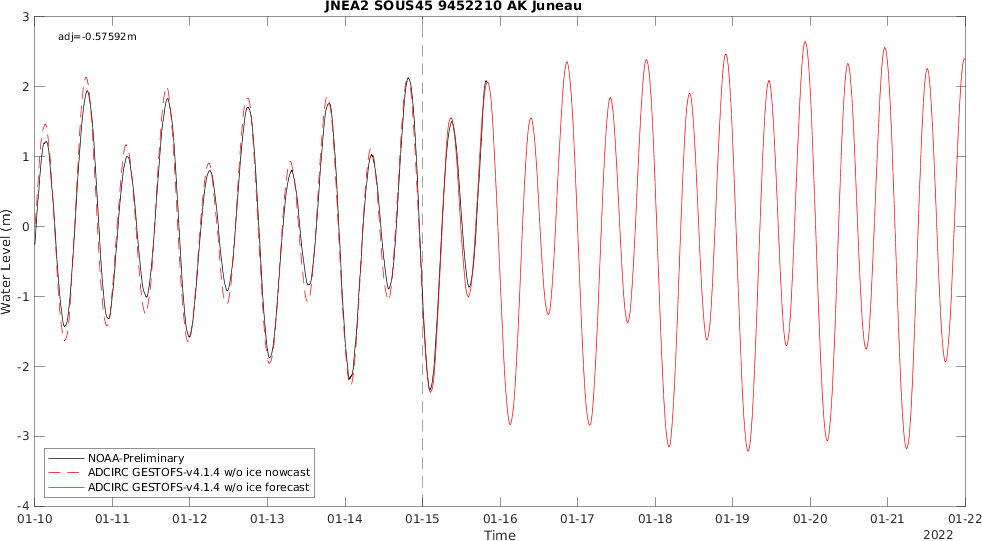 JNEA2 SOUS45 9452210 AK Juneau
adj=-0.57592m
3
2
1
0
-1
-2
-3
-4
Water Level (m)
NOAA-Preliminary
ADCIRC GESTOFS-v4.1.4 w/o ice nowcast
ADCIRC GESTOFS-v4.1.4 w/o ice forecast
01-10 01-11 01-12 01-13 01-14 01-15 01-16 01-17 01-18 01-19 01-20 01-21 01-22
Time
2022